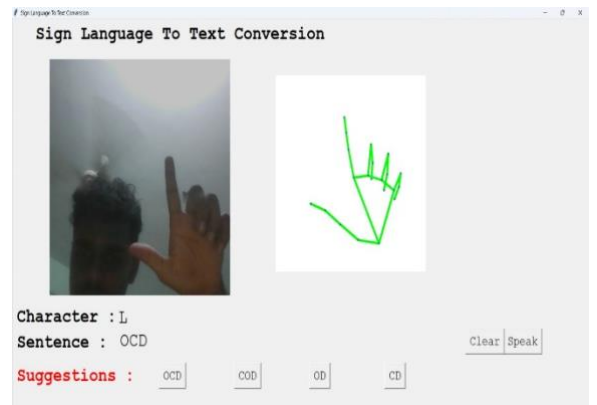 Sign Language To Text Conversion
Sign Language To Text Conversion
Character : L
Sentence : OCD
Clear Speak
Suggestions : OCD COD OD CD